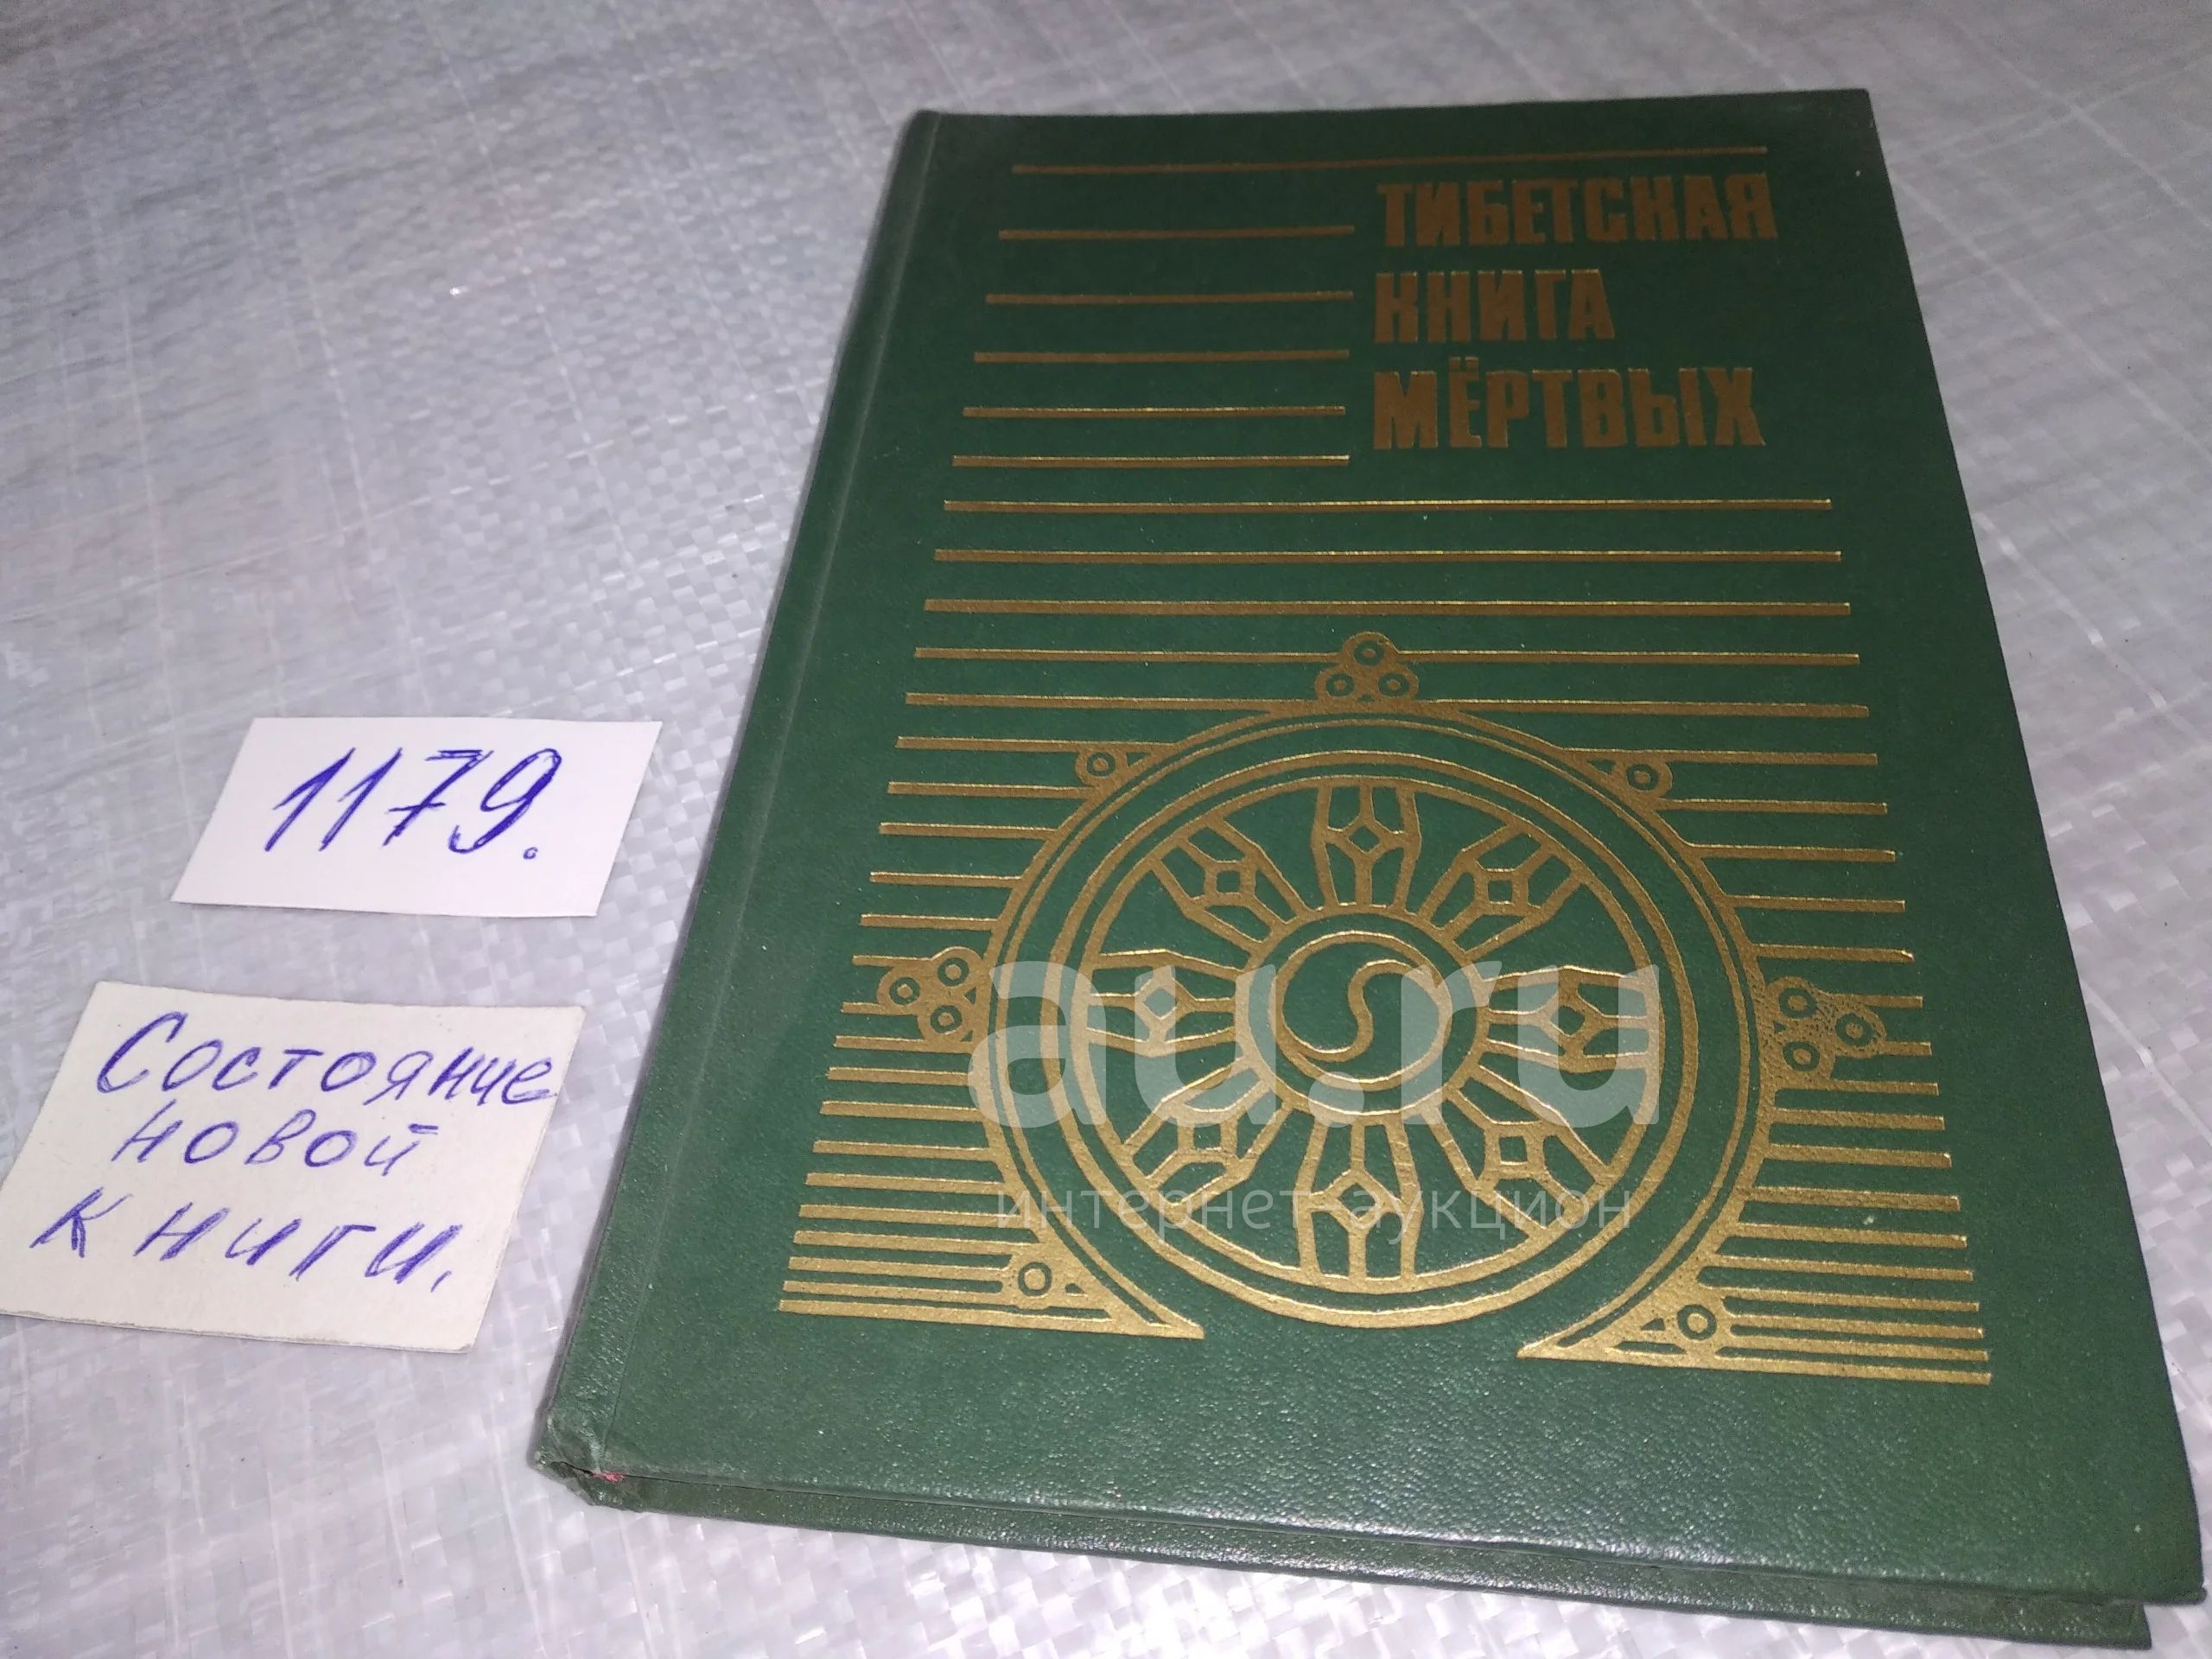 ТИБЕТСКАЯ
КНИГА
МЁРТВЫХ
1179.
Состояние
новой
книги.
au.ru
интернет-аукцион